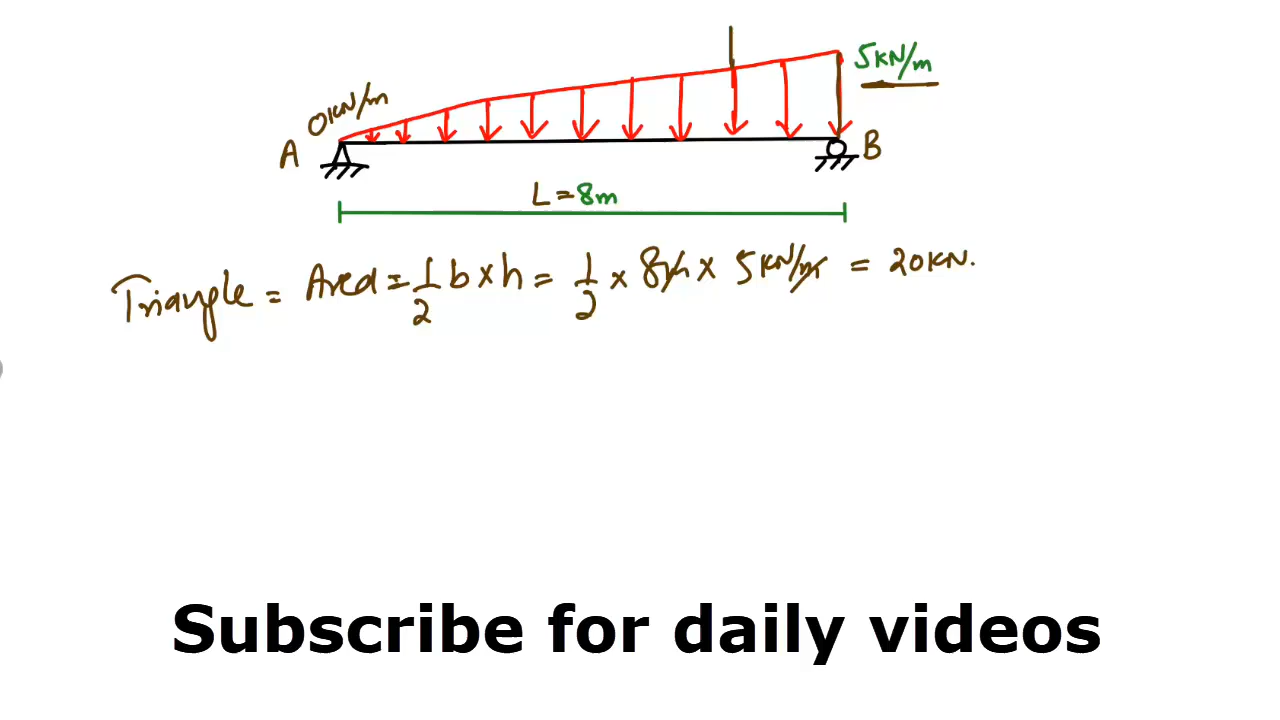 0KN/m
5KN/m
A
B
L = 8m
Triangle = Area = 1/2 b × h = 1/2 × 8m × 5KN/m = 20KN.
Subscribe for daily videos